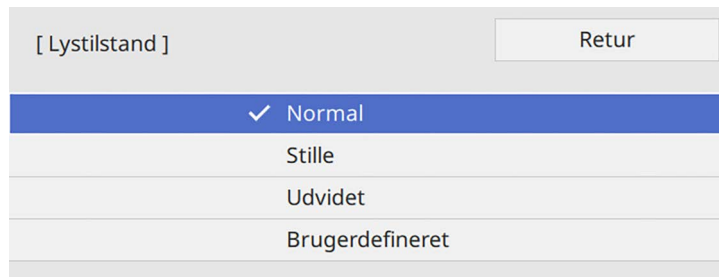 [ Lystilstand ]
Retur
Normal
Stille
Udvidet
Brugerdefineret